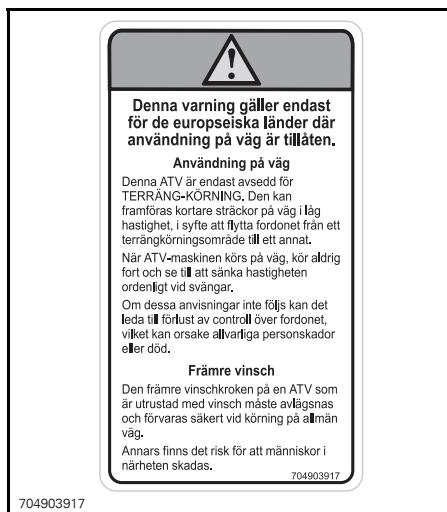 Denna varning gäller endast
för de europseiska länder där
användning på väg är tillåten.
Användning på väg
Denna ATV är endast avsedd för
TERRÄNG-KÖRNING. Den kan
framföras kortare sträckor på väg i låg
hastighet, i syfte att flytta fordonet från ett
terrängkörningsområde till ett annat.
När ATV-maskinen körs på väg, kör aldrig
fort och se till att sänka hastigheten
ordenligt vid svängar.
Om dessa anvisningar inte följs kan det
leda till förlust av controll över fordonet,
vilket kan orsake allvarliga personskador
eller död.
Främre vinsch
Den främre vinschkroken på en ATV som
är utrustad med vinsch måste avlägsnas
och förvaras säkert vid körning på allmän
väg.
Annars finns det risk för att människor i
närheten skadas.
704903917
704903917